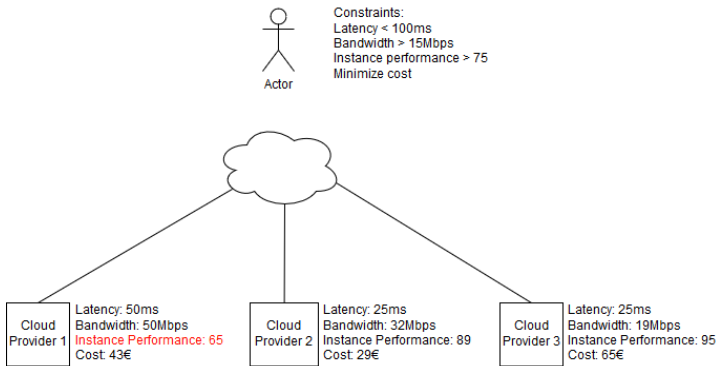 Constraints:
Latency < 100ms
Bandwidth > 15Mbps
Instance performance > 75
Minimize cost
Actor
Cloud
Provider 1
Latency: 50ms
Bandwidth: 50Mbps
Instance Performance: 65
Cost: 43€
Cloud
Provider 2
Latency: 25ms
Bandwidth: 32Mbps
Instance Performance: 89
Cost: 29€
Cloud
Provider 3
Latency: 25ms
Bandwidth: 19Mbps
Instance Performance: 95
Cost: 65€